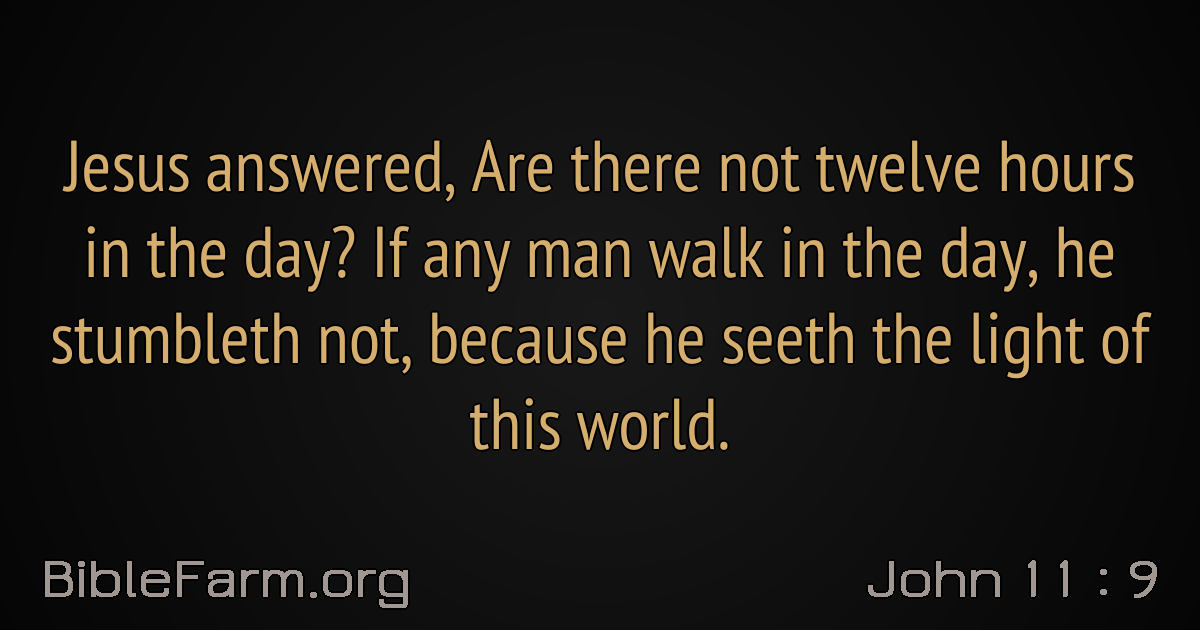 Jesus answered, Are there not twelve hours
in the day? If any man walk in the day, he
stumbleth not, because he seeth the light of
this world.
BibleFarm.org
John 11 : 9